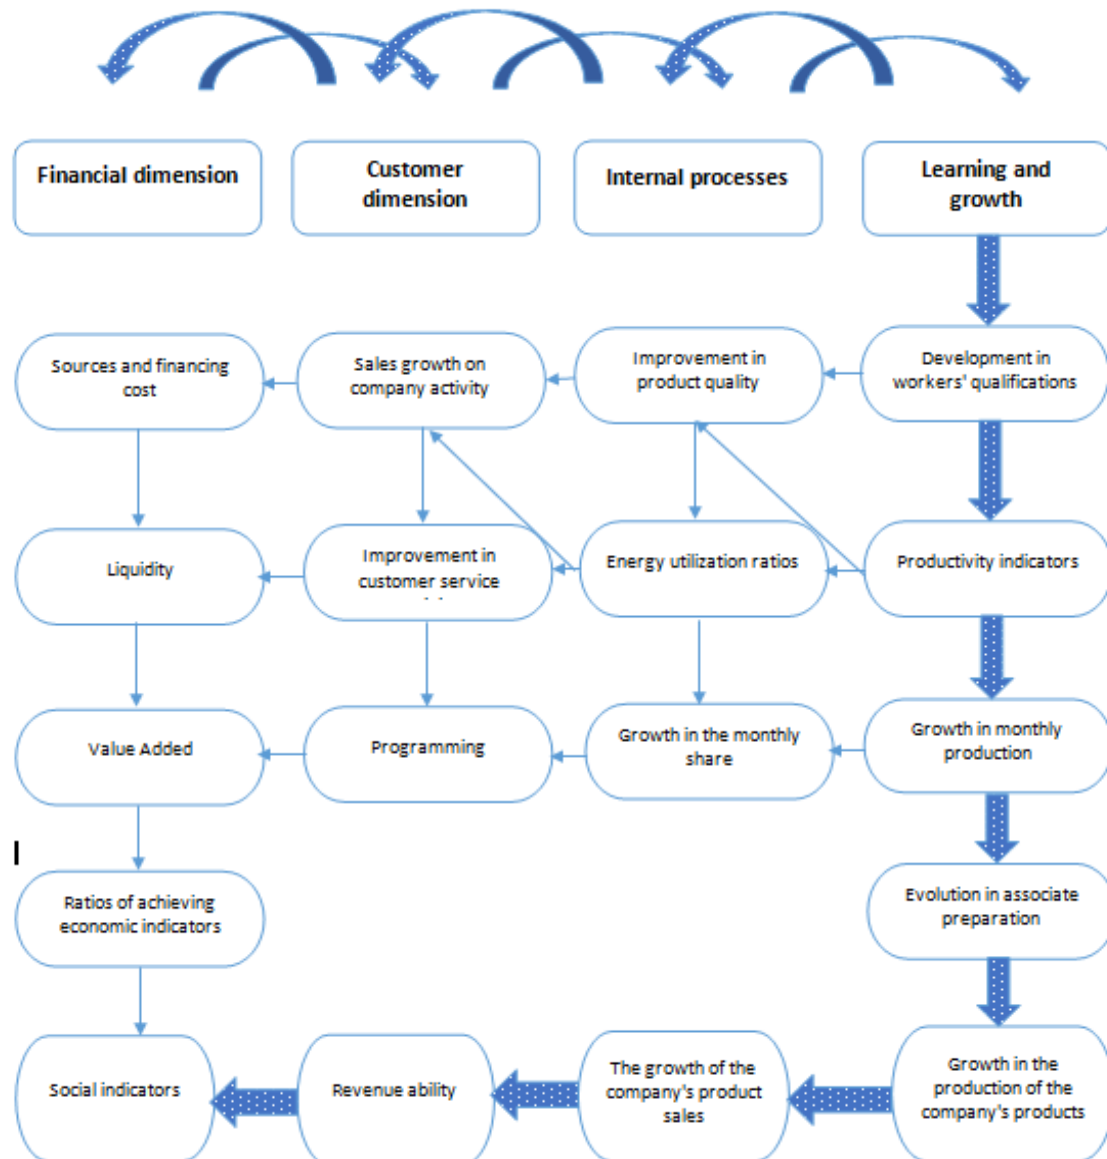 Financial dimension
Customer
dimension
Internal processes
Learning and
growth
Sources and financing
cost
Sales growth on
company activity
Improvement in
product quality
Development in
workers' qualifications
Liquidity
Improvement in
customer service
Energy utilization ratios
Productivity indicators
Value Added
Programming
Growth in the monthly
share
Growth in monthly
production
Ratios of achieving
economic indicators
Evolution in associate
preparation
Social indicators
Revenue ability
The growth of the
company's product
sales
Growth in the
production of the
company's products